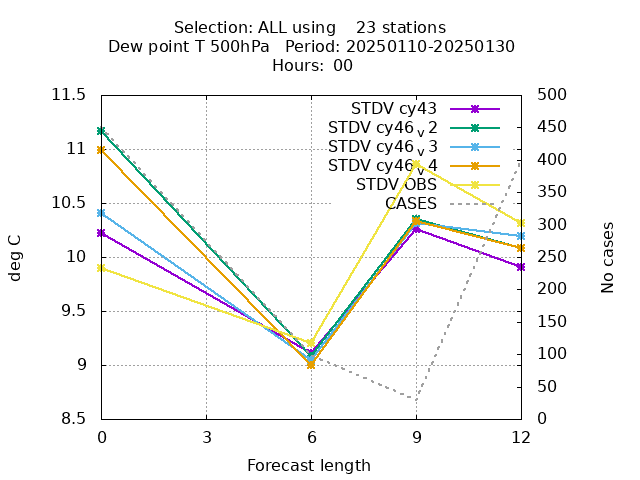 Selection: ALL using    23 stations
Dew point T 500hPa   Period: 20250110-20250130
Hours:  00
11.5
11
10.5
10
9.5
9
8.5
deg C
STDV cy43
STDV cy46_v2
STDV cy46_v3
STDV cy46_v4
STDV OBS
CASES
500
450
400
350
300
250
200
150
100
50
0
No cases
0 3 6 9 12
Forecast length